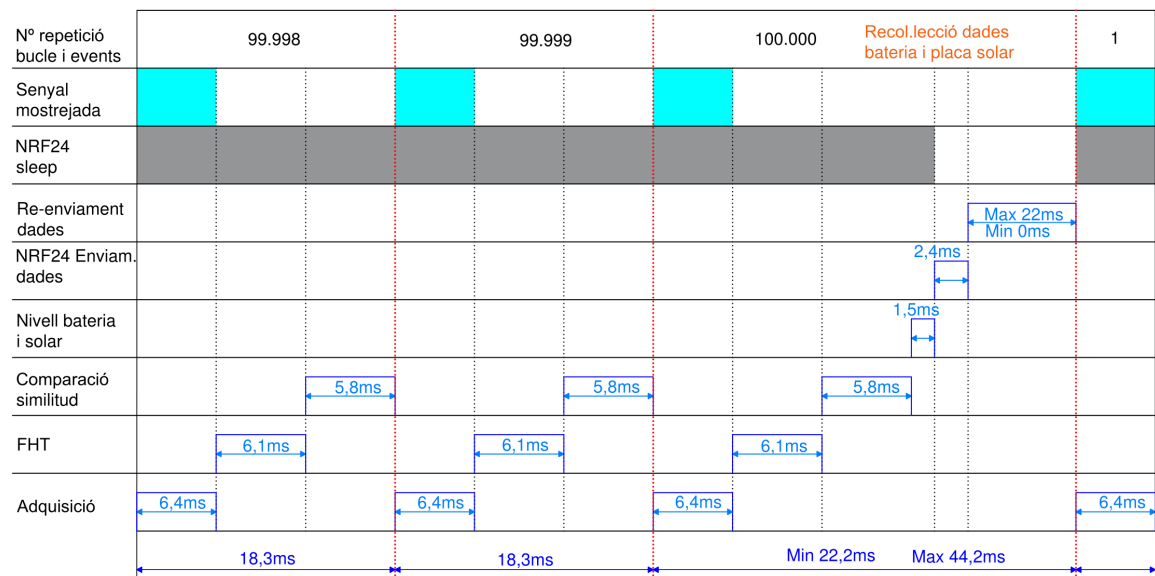 Nº repetició
bucle i events
99.998
99.999
100.000
Recol.lecció dades
bateria i placa solar
1
Senyal
mostrejada
NRF24
sleep
Re-enviament
dades
Max 22ms
Min 0ms
NRF24 Enviam.
dades
2,4ms
Nivell bateria
i solar
1,5ms
Comparació
similitud
5,8ms
5,8ms
5,8ms
FHT
6,1ms
6,1ms
6,1ms
Adquisició
6,4ms
6,4ms
6,4ms
6,4ms
18,3ms
18,3ms
Min 22,2ms
Max 44,2ms